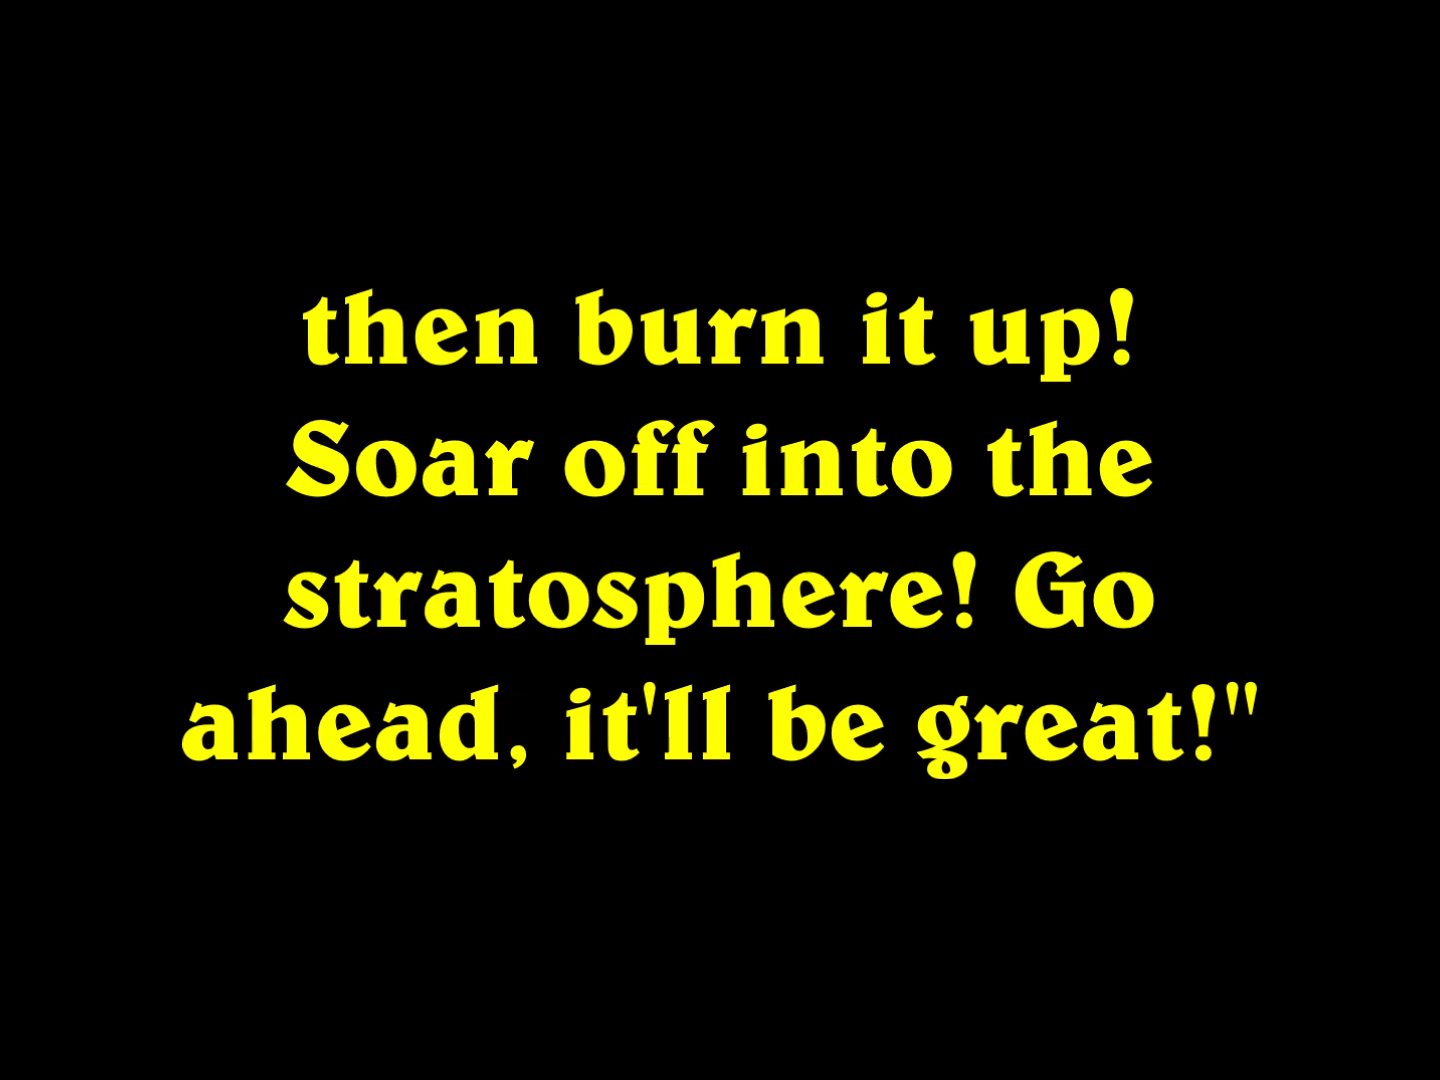 then burn it up!
Soar off into the
stratosphere! Go
ahead, it'll be great!"